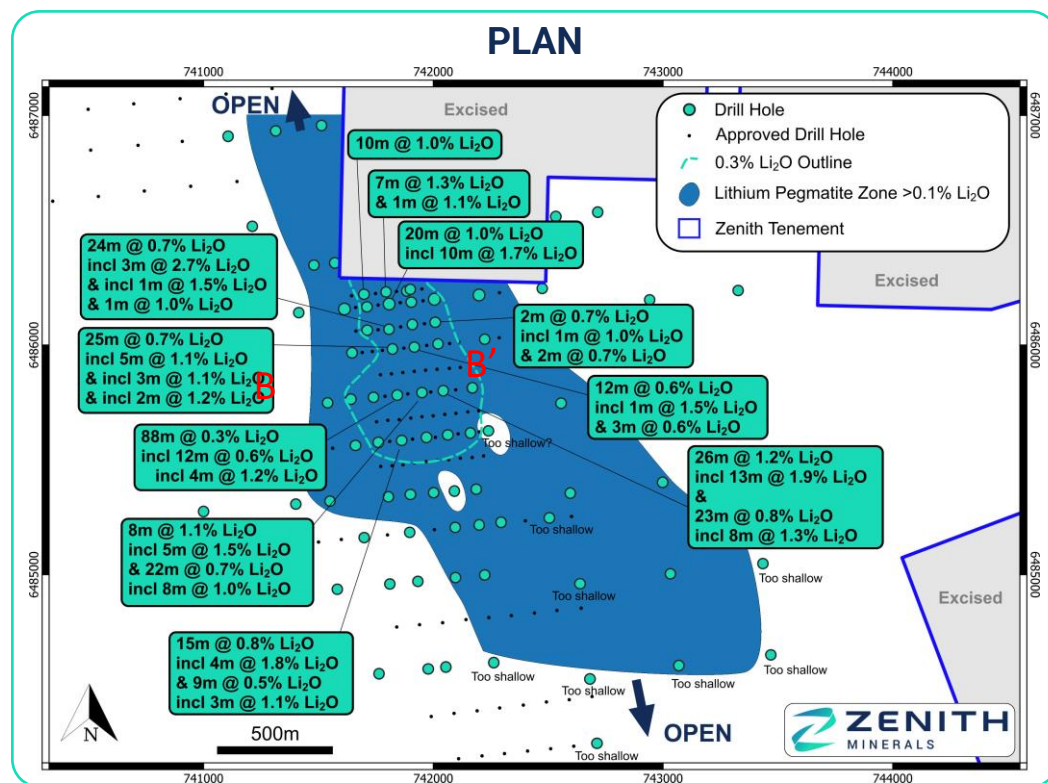 PLAN
741000
742000
743000
744000
6487000
6487000
OPEN
Excised
Drill Hole
Approved Drill Hole
0.3% Li₂O Outline
Lithium Pegmatite Zone >0.1% Li₂O
Zenith Tenement
10m @ 1.0% Li₂O
7m @ 1.3% Li₂O
& 1m @ 1.1% Li₂O
20m @ 1.0% Li₂O
incl 10m @ 1.7% Li₂O
24m @ 0.7% Li₂O
incl 3m @ 2.7% Li₂O
& incl 1m @ 1.5% Li₂O
& 1m @ 1.0% Li₂O
Excised
2m @ 0.7% Li₂O
incl 1m @ 1.0% Li₂O
& 2m @ 0.7% Li₂O
6486000
6486000
25m @ 0.7% Li₂O
incl 5m @ 1.1% Li₂O
& incl 3m @ 1.1% Li₂O
& incl 2m @ 1.2% Li₂O
B
B'
12m @ 0.6% Li₂O
incl 1m @ 1.5% Li₂O
& 3m @ 0.6% Li₂O
88m @ 0.3% Li₂O
incl 12m @ 0.6% Li₂O
incl 4m @ 1.2% Li₂O
Too shallow?
26m @ 1.2% Li₂O
incl 13m @ 1.9% Li₂O
&
23m @ 0.8% Li₂O
incl 8m @ 1.3% Li₂O
8m @ 1.1% Li₂O
incl 5m @ 1.5% Li₂O
& 22m @ 0.7% Li₂O
incl 8m @ 1.0% Li₂O
Too shallow
6485000
6485000
Too shallow
Too shallow
Excised
15m @ 0.8% Li₂O
incl 4m @ 1.8% Li₂O
& 9m @ 0.5% Li₂O
incl 3m @ 1.1% Li₂O
Too shallow
Too shallow
Too shallow
Too shallow
OPEN
Too shallow
N
500m
ZENITH
MINERALS
741000
742000
743000
744000